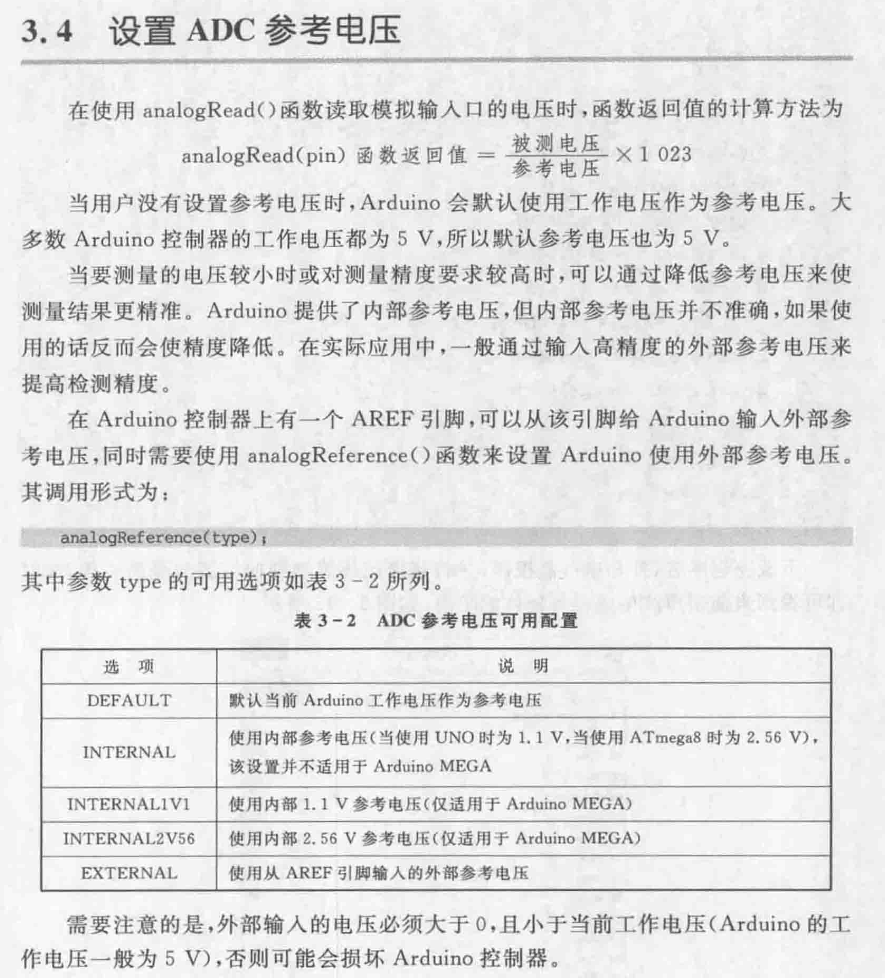 3.4 设置 ADC 参考电压
在使用 analogRead()函数读取模拟输入口的电压时,函数返回值的计算方法为
analogRead(pin) 函数返回值 = 被测电压/参考电压 ×1 023
当用户没有设置参考电压时,Arduino 会默认使用工作电压作为参考电压。大
多数 Arduino 控制器的工作电压都为 5 V,所以默认参考电压也为 5 V。
当要测量的电压较小时或对测量精度要求较高时,可以通过降低参考电压来使
测量结果更精准。Arduino 提供了内部参考电压,但内部参考电压并不准确,如果使
用的话反而会使精度降低。在实际应用中,一般通过输入高精度的外部参考电压来
提高检测精度。
在 Arduino 控制器上有一个 AREF 引脚,可以从该引脚给 Arduino 输入外部参
考电压,同时需要使用 analogReference()函数来设置 Arduino 使用外部参考电压。
其调用形式为:
analogReference(type);
其中参数 type 的可用选项如表 3-2 所列。
表 3-2 ADC 参考电压可用配置
选 项 说 明
DEFAULT 默认当前 Arduino 工作电压作为参考电压
INTERNAL 使用内部参考电压(当使用 UNO 时为 1.1 V,当使用 ATmega8 时为 2.56 V),
该设置并不适用于 Arduino MEGA
INTERNAL1V1 使用内部 1.1 V 参考电压(仅适用于 Arduino MEGA)
INTERNAL2V56 使用内部 2.56 V 参考电压(仅适用于 Arduino MEGA)
EXTERNAL 使用从 AREF 引脚输入的外部参考电压
需要注意的是,外部输入的电压必须大于 0,且小于当前工作电压(Arduino 的工
作电压一般为 5 V),否则可能会损坏 Arduino 控制器。